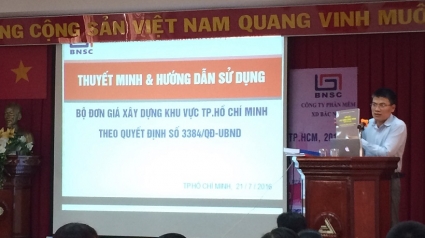 NG CỘNG SẢN VIỆT NAM QUANG VINH MUÔ
BNSC
THUYẾT MINH & HƯỚNG DẪN SỬ DỤNG
BỘ ĐƠN GIÁ XÂY DỰNG KHU VỰC TP.HỒ CHÍ MINH
THEO QUYẾT ĐỊNH SỐ 3384/QĐ-UBND
TP.HỒ CHÍ MINH, 21/7/2016
BNSC
CÔNG TY PHẦN MỀM
XD BẮC N
TP.HCM, 201